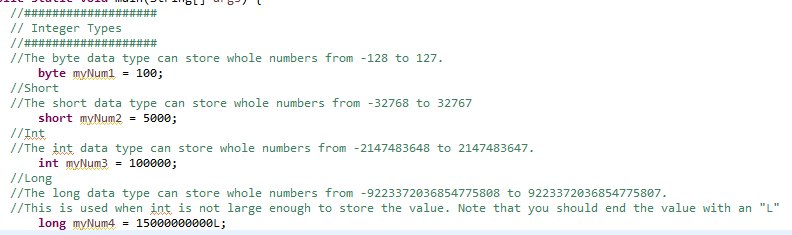 public static void main(String[] args) {
//###################
// Integer Types
//###################
//The byte data type can store whole numbers from -128 to 127.
byte myNum1 = 100;
//Short
//The short data type can store whole numbers from -32768 to 32767
short myNum2 = 5000;
//Int
//The int data type can store whole numbers from -2147483648 to 2147483647.
int myNum3 = 100000;
//Long
//The long data type can store whole numbers from -9223372036854775808 to 9223372036854775807.
//This is used when int is not large enough to store the value. Note that you should end the value with an "L"
long myNum4 = 15000000000L;